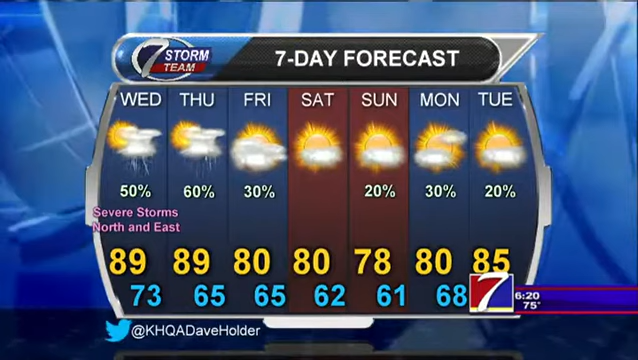 7 STORM TEAM
7-DAY FORECAST
WED THU FRI SAT SUN MON TUE
50% 60% 30% 20% 30% 20%
Severe Storms
North and East
89 89 80 80 78 80 85
73 65 65 62 61 68
7 6:20
75°
@KHQADaveHolder